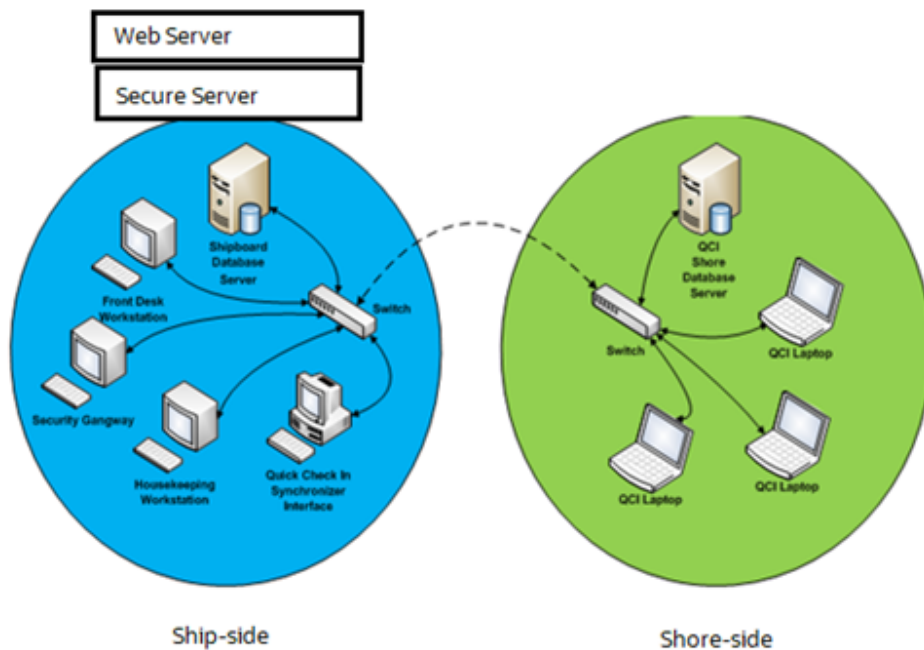 Web Server
Secure Server
Shipboard
Database
Server
Front Desk
Workstation
Switch
Security Gangway
Housekeeping
Workstation
Quick Check In
Synchronizer
Interface
QCI
Shore
Database
Server
Switch
QCI Laptop
QCI Laptop
QCI Laptop
Ship-side
Shore-side